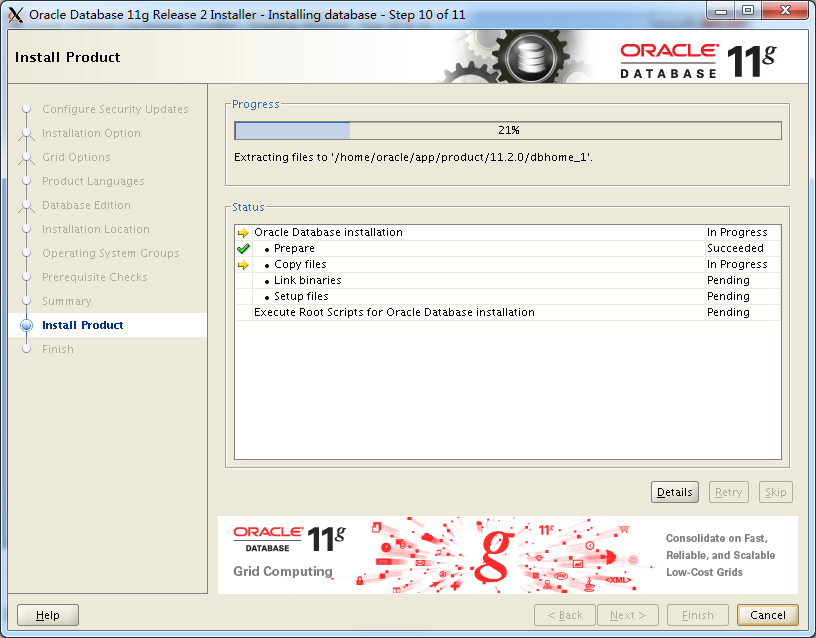 Oracle Database 11g Release 2 Installer - Installing database - Step 10 of 11
Install Product
ORACLE
DATABASE
11g
Configure Security Updates
Installation Option
Grid Options
Product Languages
Database Edition
Installation Location
Operating System Groups
Prerequisite Checks
Summary
Install Product
Finish
Progress
21%
Extracting files to '/home/oracle/app/product/11.2.0/dbhome_1'.
Status
Oracle Database installation In Progress
Prepare Succeeded
Copy files In Progress
Link binaries Pending
Setup files Pending
Execute Root Scripts for Oracle Database installation Pending
Details Retry Skip
ORACLE
DATABASE
11g
Grid Computing
g
11g
<XML>
Consolidate on Fast,
Reliable, and Scalable
Low-Cost Grids
Help < Back Next > Finish Cancel